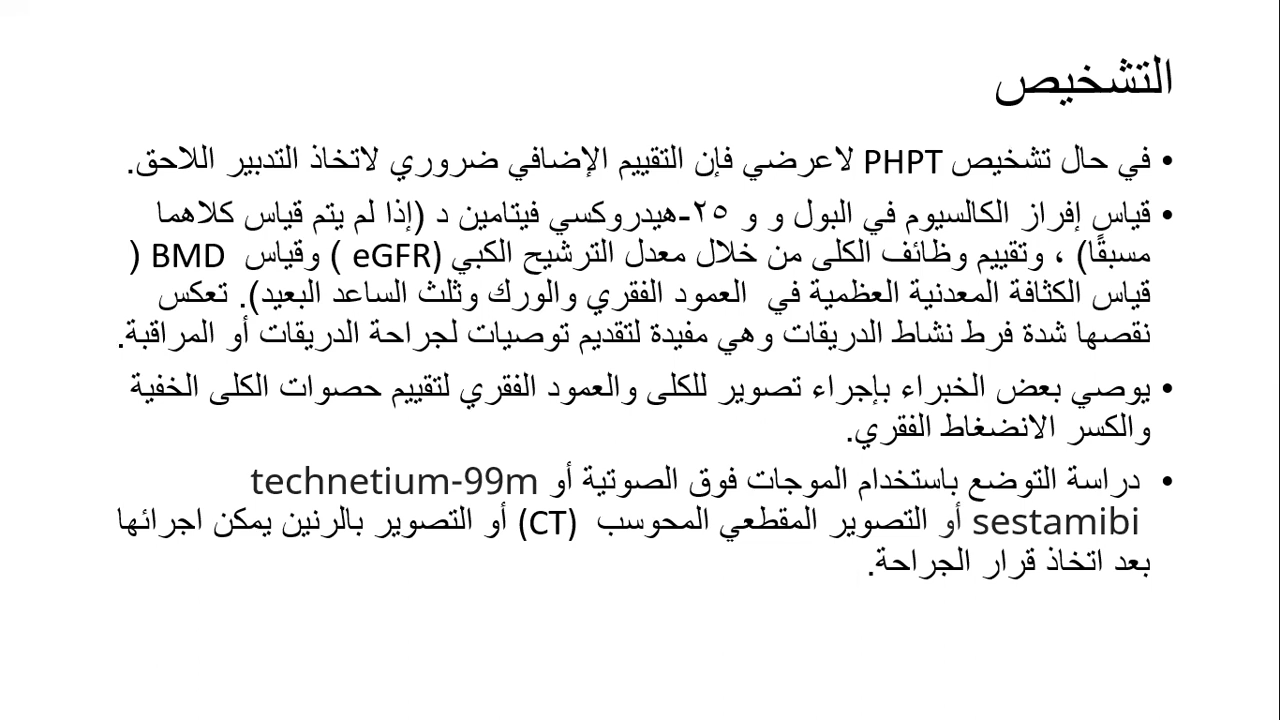 التشخيص
• في حال تشخيص PHPT لاعرضي فإن التقييم الإضافي ضروري لاتخاذ التدبير اللاحق.
• قياس إفراز الكالسيوم في البول و و ٢٥-هيدروكسي فيتامين د (إذا لم يتم قياس كلاهما
مسبقًا) ، وتقييم وظائف الكلى من خلال معدل الترشيح الكبي (eGFR ) وقياس BMD (
قياس الكثافة المعدنية العظمية في العمود الفقري والورك وثلث الساعد البعيد). تعكس
نقصها شدة فرط نشاط الدريقات وهي مفيدة لتقديم توصيات لجراحة الدريقات أو المراقبة.
• يوصي بعض الخبراء بإجراء تصوير للكلى والعمود الفقري لتقييم حصوات الكلى الخفية
والكسر الانضغاط الفقري.
• دراسة التوضع باستخدام الموجات فوق الصوتية أو technetium-99m
sestamibi أو التصوير المقطعي المحوسب (CT) أو التصوير بالرنين يمكن اجرائها
بعد اتخاذ قرار الجراحة.